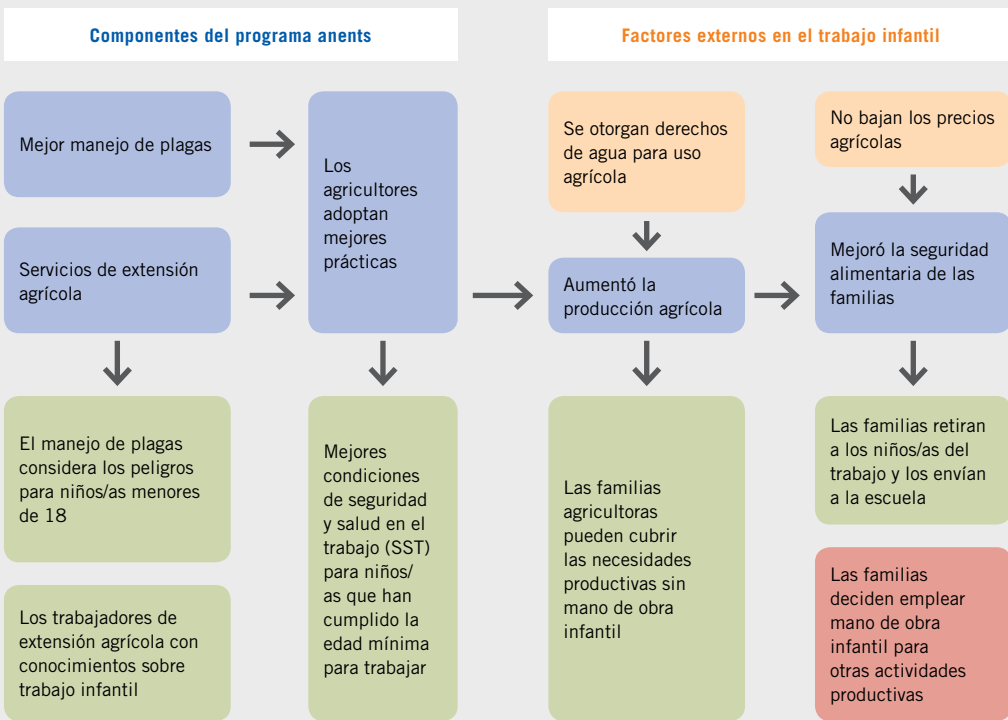 Componentes del programa anents
Factores externos en el trabajo infantil
Mejor manejo de plagas
Servicios de extensión
agrícola
Los
agricultores
adoptan
mejores
prácticas
Se otorgan derechos
de agua para uso
agrícola
No bajan los precios
agrícolas
Aumentó la
producción agrícola
Mejoró la seguridad
alimentaria de las
familias
El manejo de plagas
considera los peligros
para niños/as menores
de 18
Los trabajadores de
extensión agrícola con
conocimientos sobre
trabajo infantil
Mejores
condiciones
de seguridad
y salud en el
trabajo (SST)
para niños/
as que han
cumplido la
edad mínima
para trabajar
Las familias
agricultoras
pueden cubrir
las necesidades
productivas sin
mano de obra
infantil
Las familias retiran
a los niños/as del
trabajo y los envían
a la escuela
Las familias
deciden emplear
mano de obra
infantil para
otras actividades
productivas